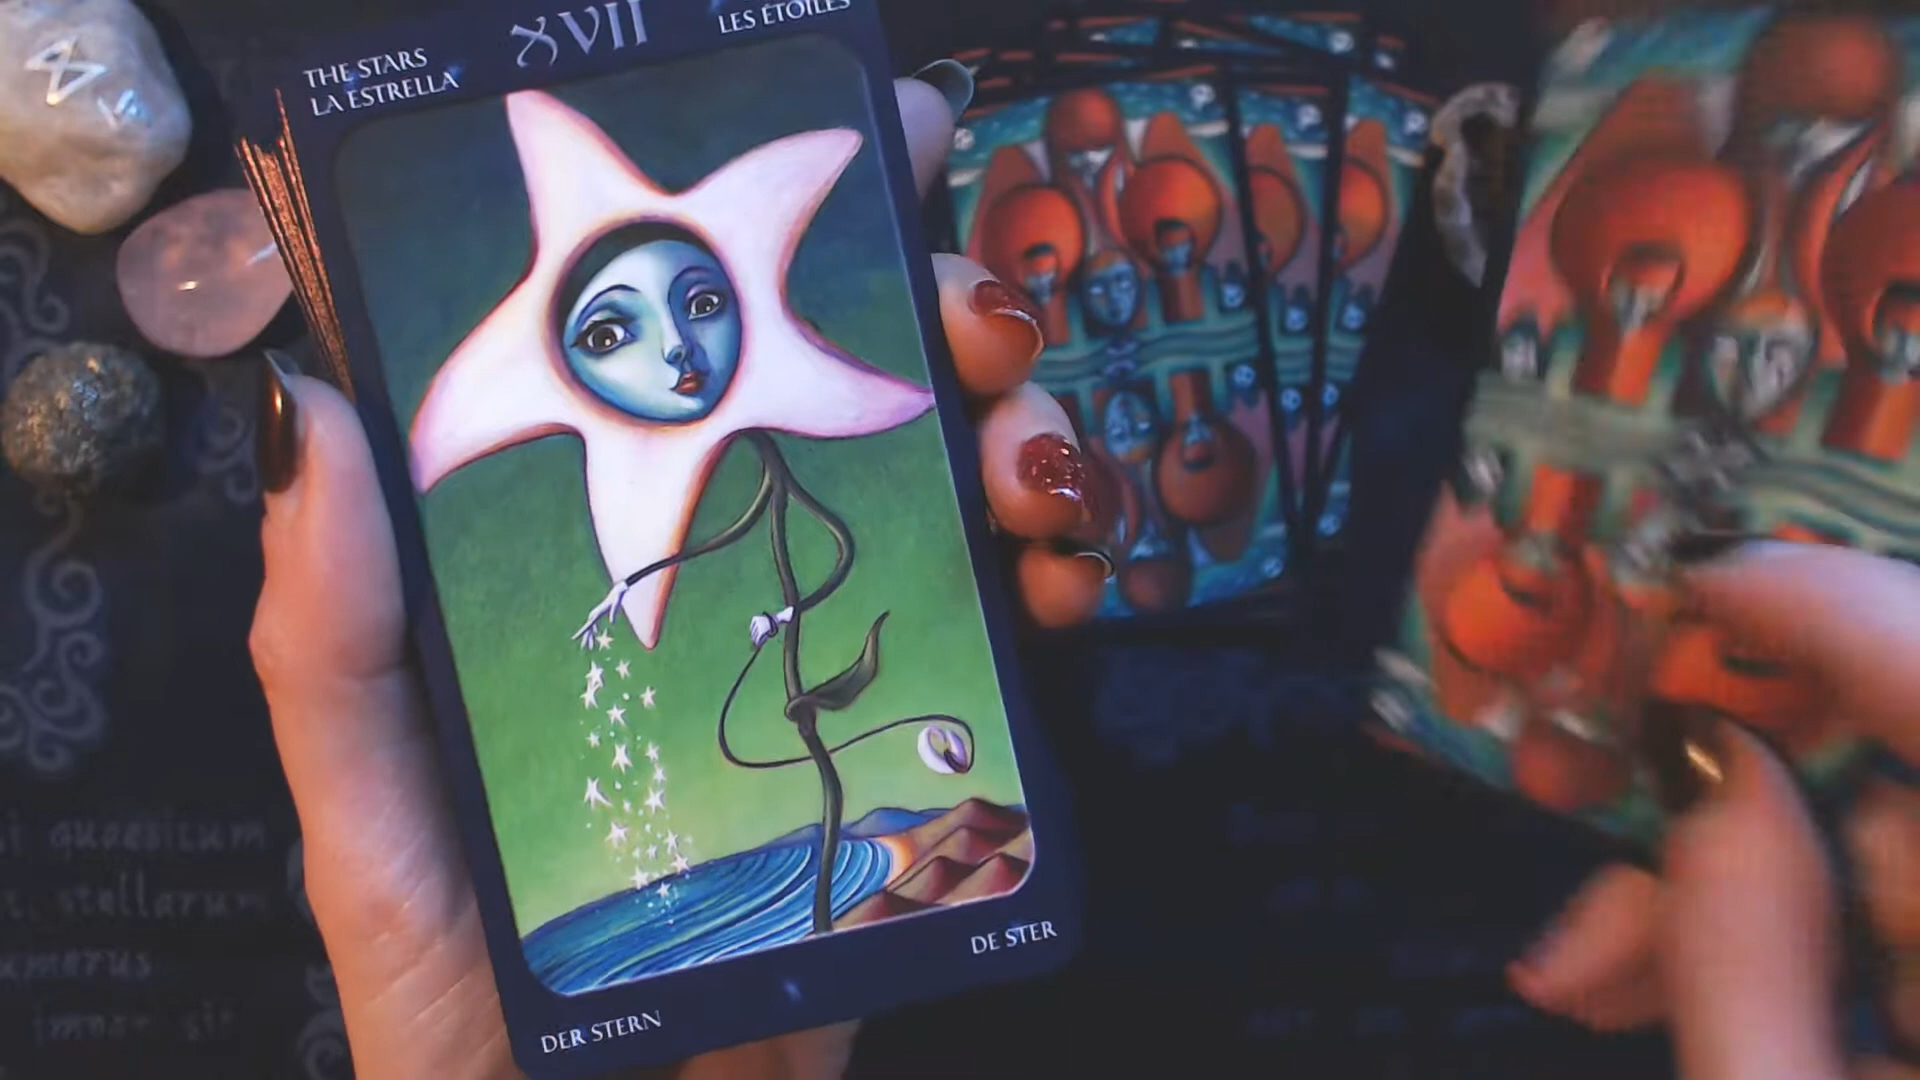 XVII
THE STARS
LA ESTRELLA
LES ÉTOILES
DE STER
DER STERN
quaesitum
stellarum